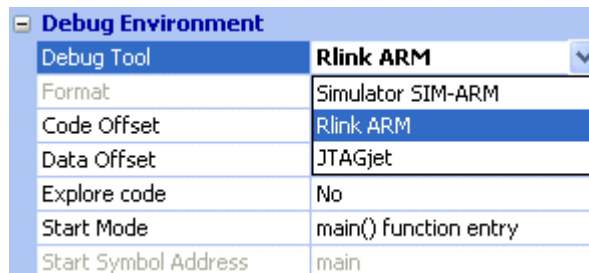 Debug Environment
Debug Tool Rlink ARM
Format Simulator SIM-ARM
Code Offset Rlink ARM
Data Offset JTAGjet
Explore code No
Start Mode main() function entry
Start Symbol Address main